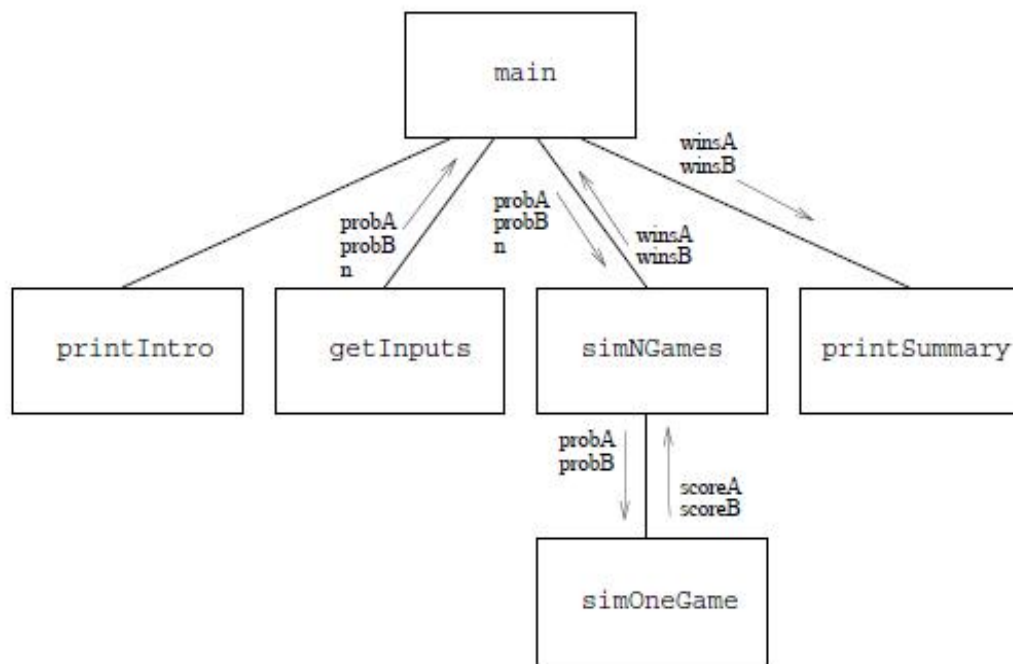 main
winsA
winsB
probA
probB
n
probA
probB
n
winsA
winsB
printIntro
getInputs
simNGames
printSummary
probA
probB
scoreA
scoreB
simOneGame